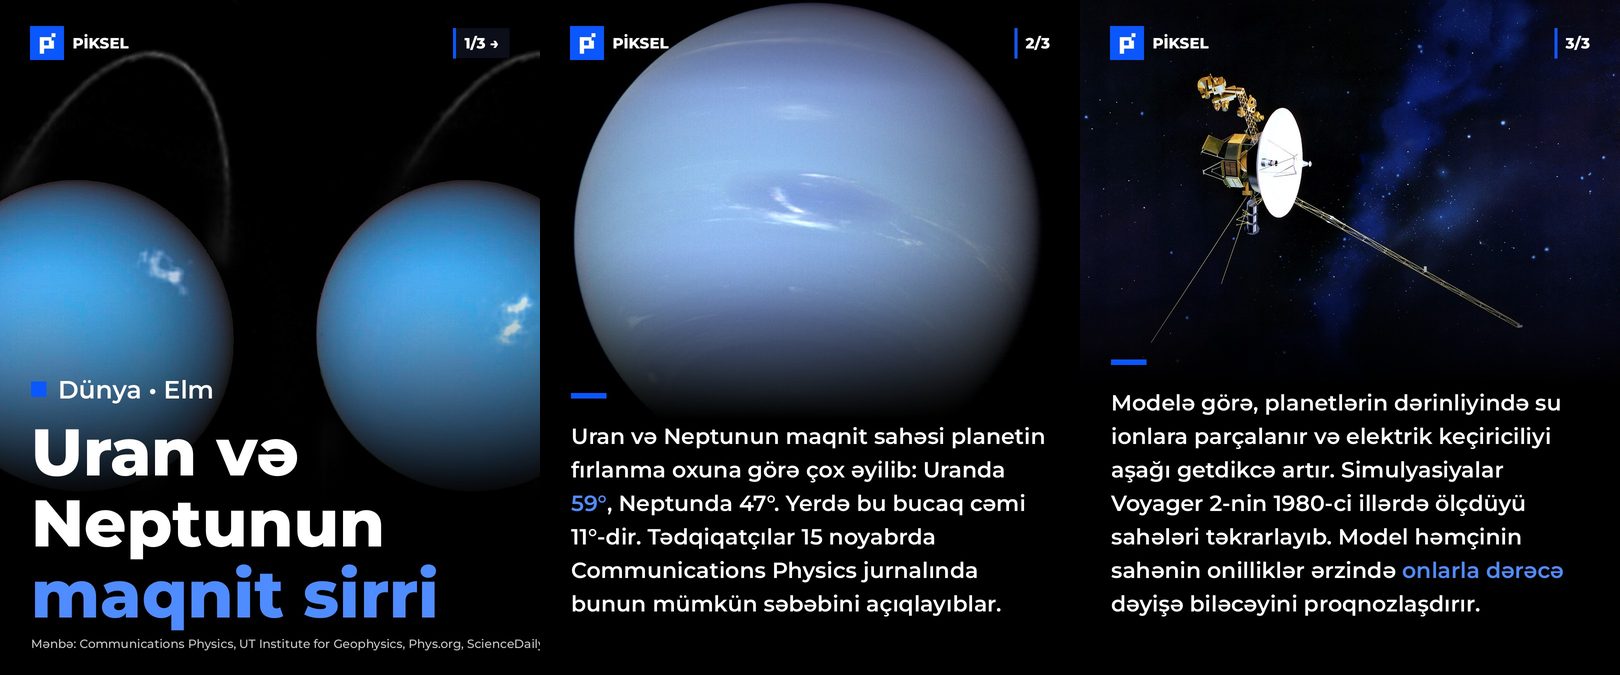 PİKSEL
1/3 →
Dünya • Elm
Uran və
Neptunun
maqnit sirri
Mənbə: Communications Physics, UT Institute for Geophysics, Phys.org, ScienceDaily
PİKSEL
2/3
Uran və Neptunun maqnit sahəsi planetin
fırlanma oxuna görə çox əyilib: Uranda
59°, Neptunda 47°. Yerdə bu bucaq cəmi
11°-dir. Tədqiqatçılar 15 noyabrda
Communications Physics jurnalında
bunun mümkün səbəbini açıqlayıblar.
PİKSEL
3/3
Modelə görə, planetlərin dərinliyində su
ionlara parçalanır və elektrik keçiriciliyi
aşağı getdikcə artır. Simulyasiyalar
Voyager 2-nin 1980-ci illərdə ölçdüyü
sahələri təkrarlayıb. Model həmçinin
sahənin onilliklər ərzində onlarla dərəcə
dəyişə biləcəyini proqnozlaşdırır.